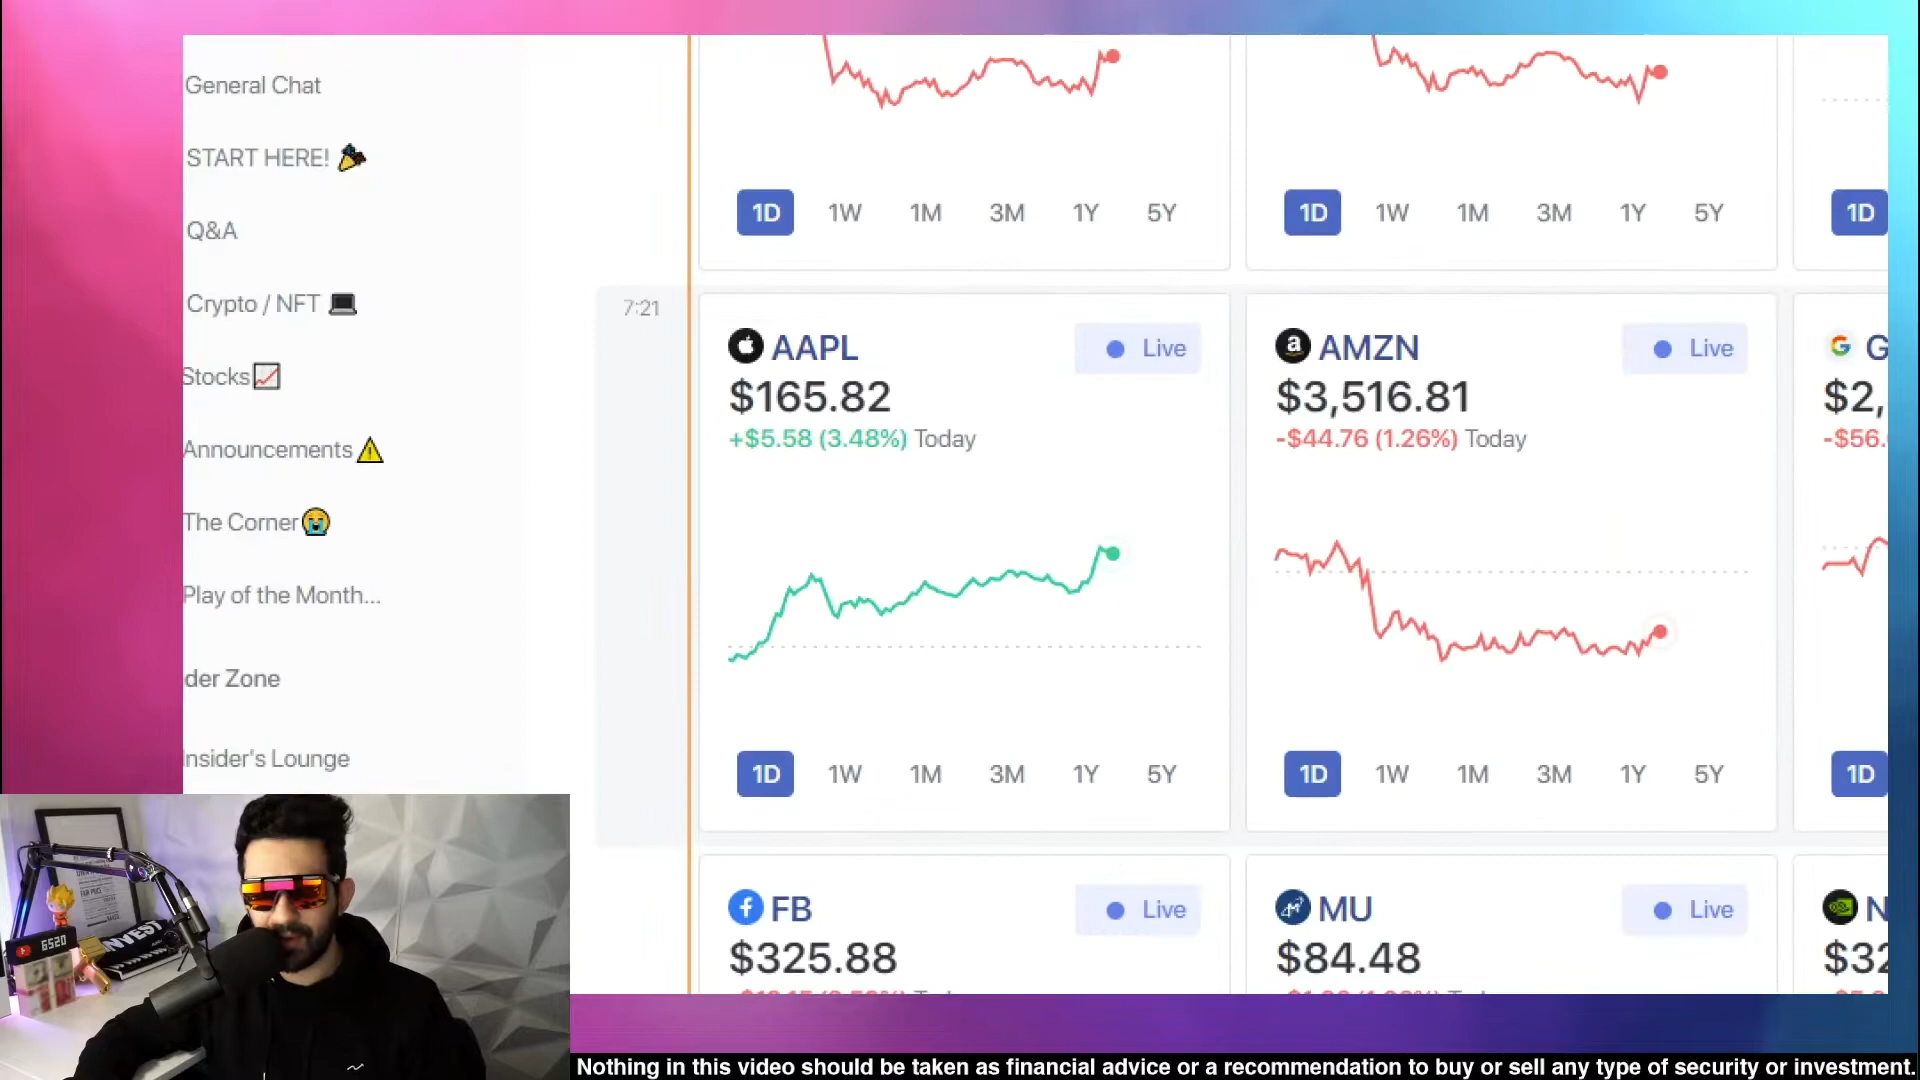 General Chat
START HERE!
Q&A
Crypto / NFT
Stocks
Announcements
The Corner
Play of the Month...
der Zone
Insider's Lounge
1D 1W 1M 3M 1Y 5Y
1D 1W 1M 3M 1Y 5Y
1D
7:21
AAPL
Live
$165.82
+$5.58 (3.48%) Today
1D 1W 1M 3M 1Y 5Y
AMZN
Live
$3,516.81
-$44.76 (1.26%) Today
1D 1W 1M 3M 1Y 5Y
G
$2,
-$56.
1D
FB
Live
$325.88
MU
Live
$84.48
N
$32
6520
INVEST
Nothing in this video should be taken as financial advice or a recommendation to buy or sell any type of security or investment.